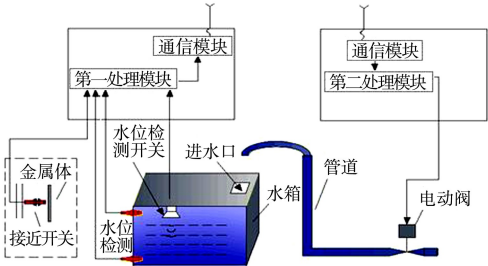 通信模块
第一处理模块
通信模块
第二处理模块
水位检
测开关
进水口
管道
金属体
接近开关
水位
检测
水箱
电动阀